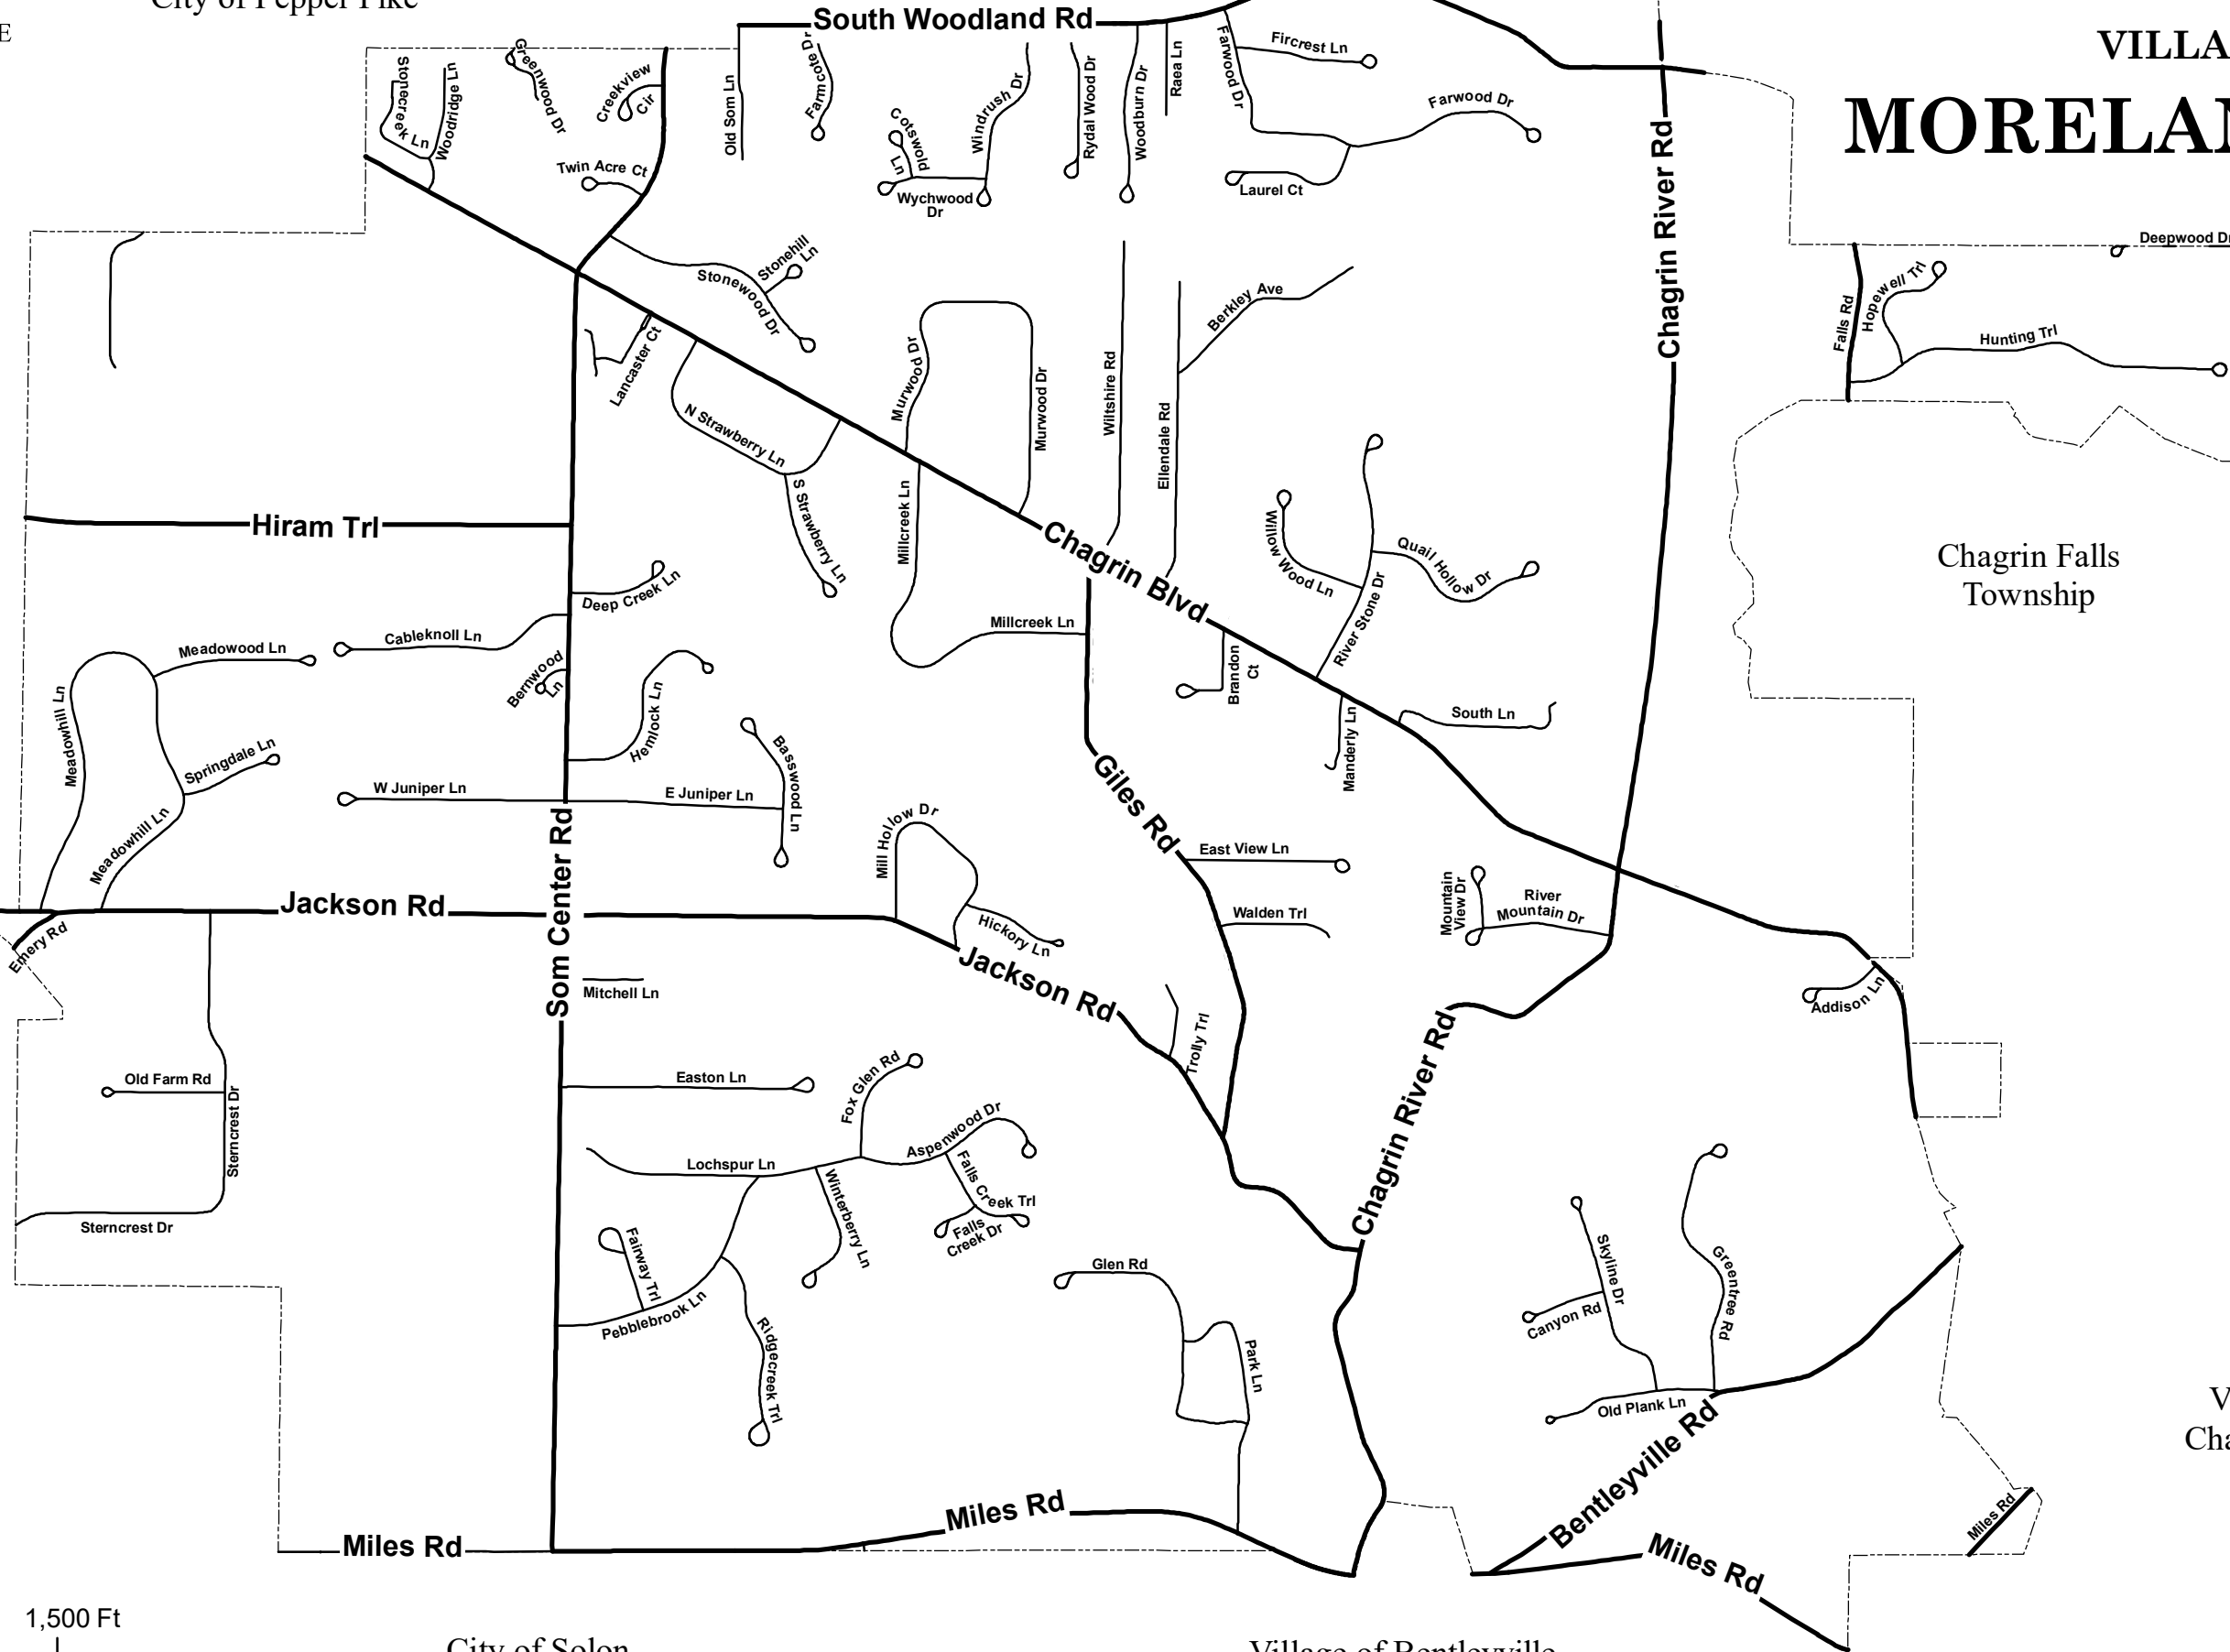 City of Pepper Pike
E
South Woodland Rd
VILLA
MORELAN
Stonecreek Ln
Woodridge Ln
Greenwood Dr
Creekview
Cir
Old Som Ln
Farmcote Dr
Cotswold
Ln
Windrush Dr
Wychwood
Dr
Rydal Wood Dr
Woodburn Dr
Raea Ln
Farwood Dr
Fircrest Ln
Farwood Dr
Laurel Ct
Chagrin River Rd
Chagrin River Rd
Twin Acre Ct
Stonehill
Ln
Stonewood Dr
Deepwood Dr
Falls Rd
Hopewell Trl
Hunting Trl
Lancaster Ct
N Strawberry Ln
S Strawberry Ln
Murwood Dr
Murwood Dr
Wiltshire Rd
Ellendale Rd
Berkley Ave
Hiram Trl
Millcreek Ln
Millcreek Ln
Chagrin Blvd
Willow Wood Ln
Quail Hollow Dr
River Stone Dr
Chagrin Falls
Township
Deep Creek Ln
Cableknoll Ln
Meadowood Ln
Bernwood
Ln
Hemlock Ln
Meadowhill Ln
Springdale Ln
Meadowhill Ln
W Juniper Ln
E Juniper Ln
Basswood Ln
Brandon
Ct
Manderly Ln
South Ln
Giles Rd
Som Center Rd
Mill Hollow Dr
East View Ln
Walden Trl
Mountain
View Dr
River
Mountain Dr
Jackson Rd
Emery Rd
Hickory Ln
Jackson Rd
Mitchell Ln
Addison Ln
Trolly Trl
Chagrin River Rd
Old Farm Rd
Sterncrest Dr
Sterncrest Dr
Easton Ln
Fox Glen Rd
Aspenwood Dr
Lochspur Ln
Winterberry Ln
Falls Creek Trl
Falls
Creek Dr
Fairway Trl
Pebblebrook Ln
Ridgecreek Trl
Glen Rd
Park Ln
Skyline Dr
Canyon Rd
Greentree Rd
Old Plank Ln
Bentleyville Rd
V
Cha
Miles Rd
Miles Rd
Miles Rd
Miles Rd
1,500 Ft
City of Solon
Village of Bentleyville